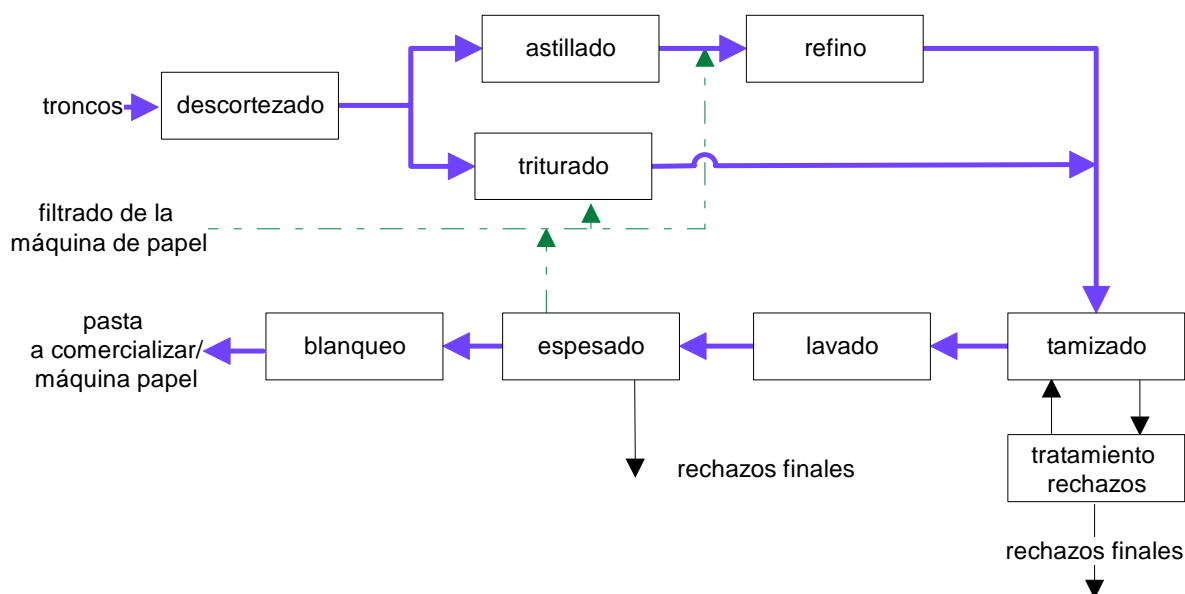 astillado
refino
troncos
descortezado
triturado
filtrado de la
máquina de papel
pasta
a comercializar/
máquina papel
blanqueo
espesado
lavado
tamizado
tratamiento
rechazos
rechazos finales
rechazos finales